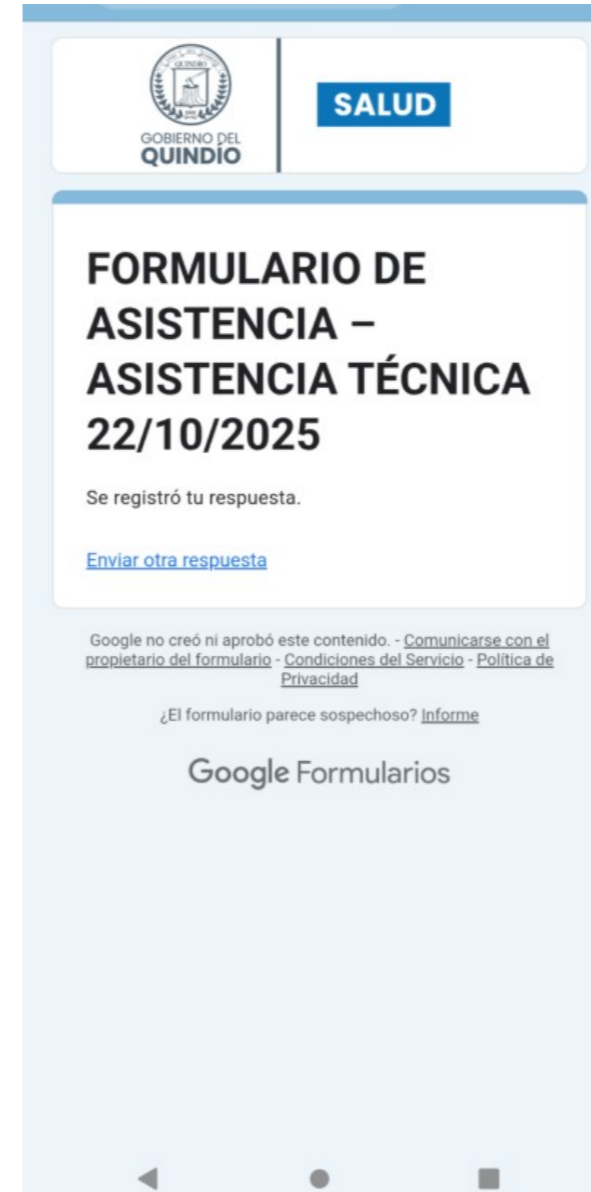 QUINDIO
GOBIERNO DEL
QUINDÍO
SALUD
FORMULARIO DE
ASISTENCIA –
ASISTENCIA TÉCNICA
22/10/2025
Se registró tu respuesta.
Enviar otra respuesta
Google no creó ni aprobó este contenido. - Comunicarse con el
propietario del formulario - Condiciones del Servicio - Política de
Privacidad
¿El formulario parece sospechoso? Informe
Google Formularios